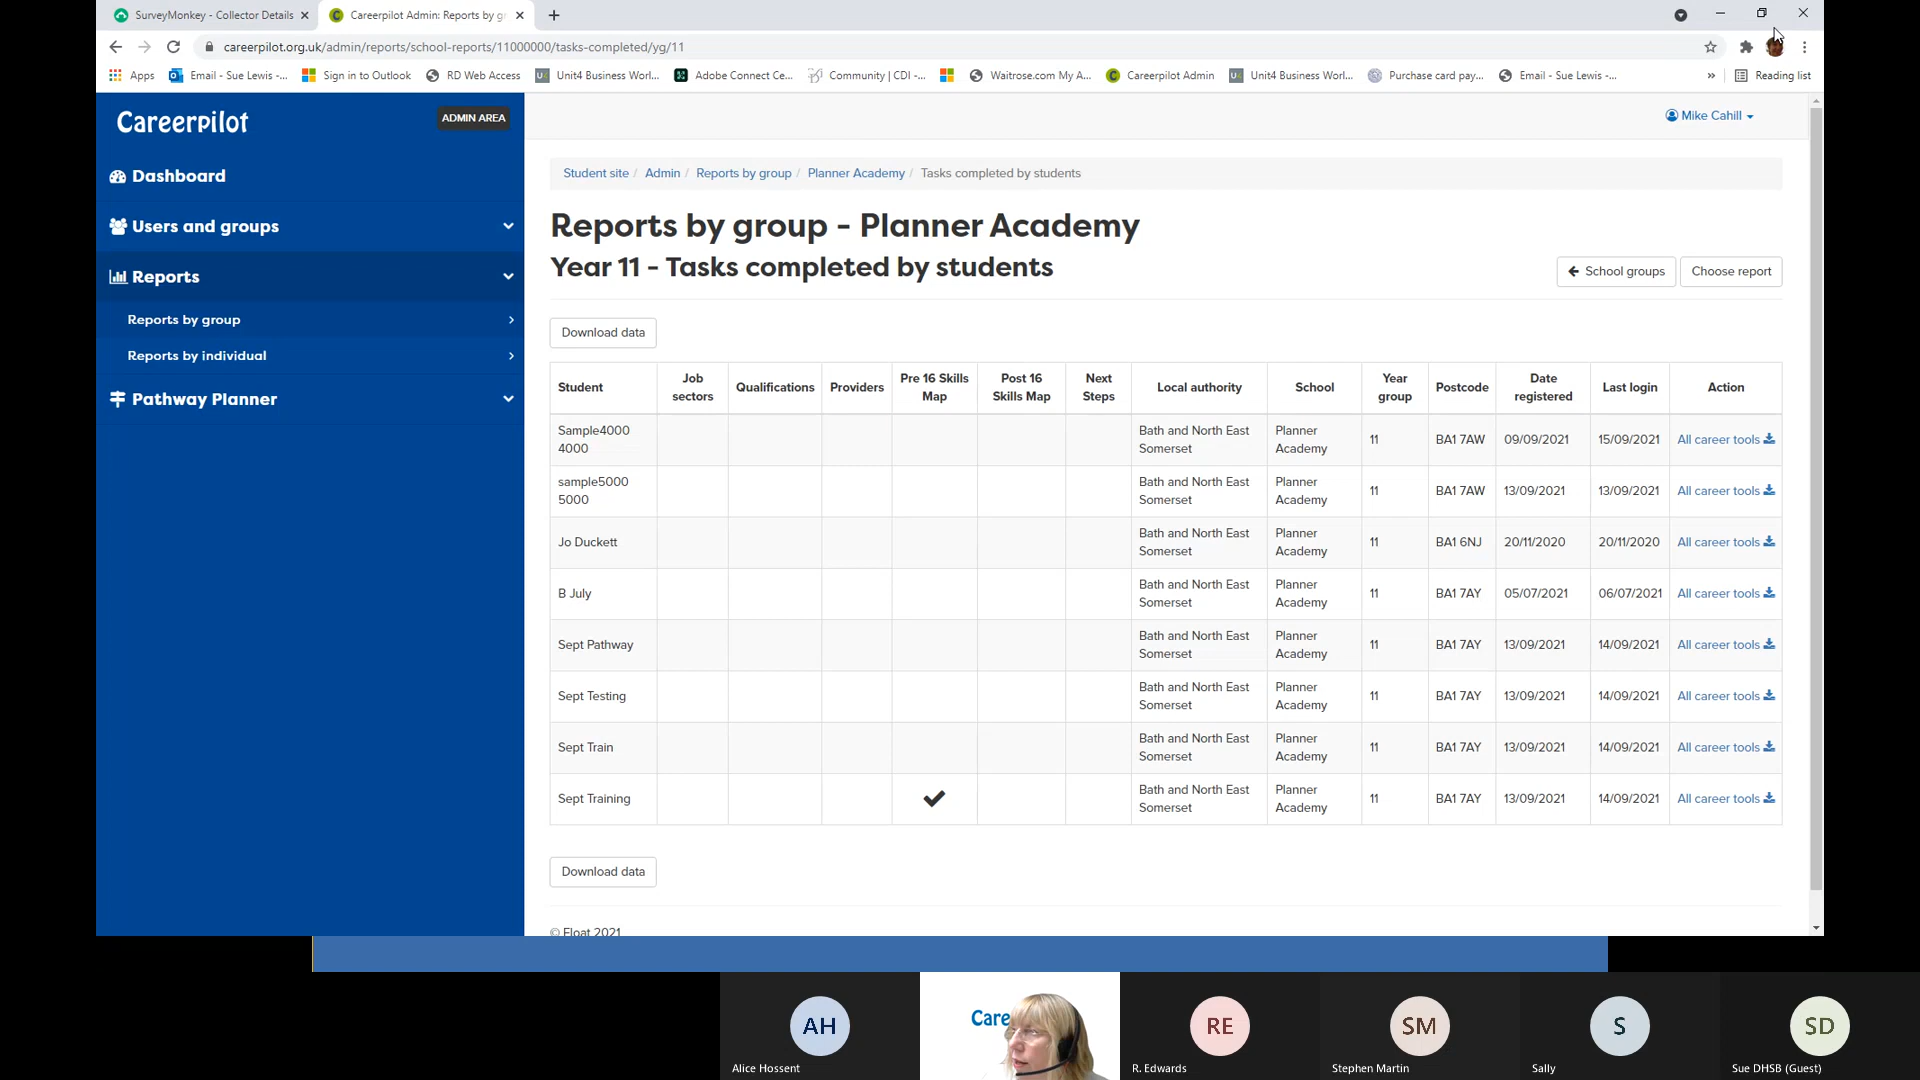 SurveyMonkey - Collector Details
Careerpilot Admin: Reports by g
careerpilot.org.uk/admin/reports/school-reports/11000000/tasks-completed/yg/11
Apps
Email - Sue Lewis -...
Sign in to Outlook
RD Web Access
Unit4 Business Worl...
Adobe Connect Ce...
Community | CDI -...
Waitrose.com My A...
Careerpilot Admin
Unit4 Business Worl...
Purchase card pay...
Email - Sue Lewis -...
»
Reading list
Careerpilot
ADMIN AREA
Mike Cahill
Dashboard
Users and groups
Reports
Reports by group
Reports by individual
Pathway Planner
Student site / Admin / Reports by group / Planner Academy / Tasks completed by students
Reports by group - Planner Academy
Year 11 - Tasks completed by students
School groups
Choose report
Download data
Student
Job
sectors
Qualifications
Providers
Pre 16 Skills
Map
Post 16
Skills Map
Next
Steps
Local authority
School
Year
group
Postcode
Date
registered
Last login
Action
Sample4000
4000
Bath and North East
Somerset
Planner
Academy
11
BA1 7AW
09/09/2021
15/09/2021
All career tools
sample5000
5000
Bath and North East
Somerset
Planner
Academy
11
BA1 7AW
13/09/2021
13/09/2021
All career tools
Jo Duckett
Bath and North East
Somerset
Planner
Academy
11
BA1 6NJ
20/11/2020
20/11/2020
All career tools
B July
Bath and North East
Somerset
Planner
Academy
11
BA1 7AY
05/07/2021
06/07/2021
All career tools
Sept Pathway
Bath and North East
Somerset
Planner
Academy
11
BA1 7AY
13/09/2021
14/09/2021
All career tools
Sept Testing
Bath and North East
Somerset
Planner
Academy
11
BA1 7AY
13/09/2021
14/09/2021
All career tools
Sept Train
Bath and North East
Somerset
Planner
Academy
11
BA1 7AY
13/09/2021
14/09/2021
All career tools
Sept Training
Bath and North East
Somerset
Planner
Academy
11
BA1 7AY
13/09/2021
14/09/2021
All career tools
Download data
© Float 2021
AH
Alice Hossent
Care
RE
R. Edwards
SM
Stephen Martin
S
Sally
SD
Sue DHSB (Guest)